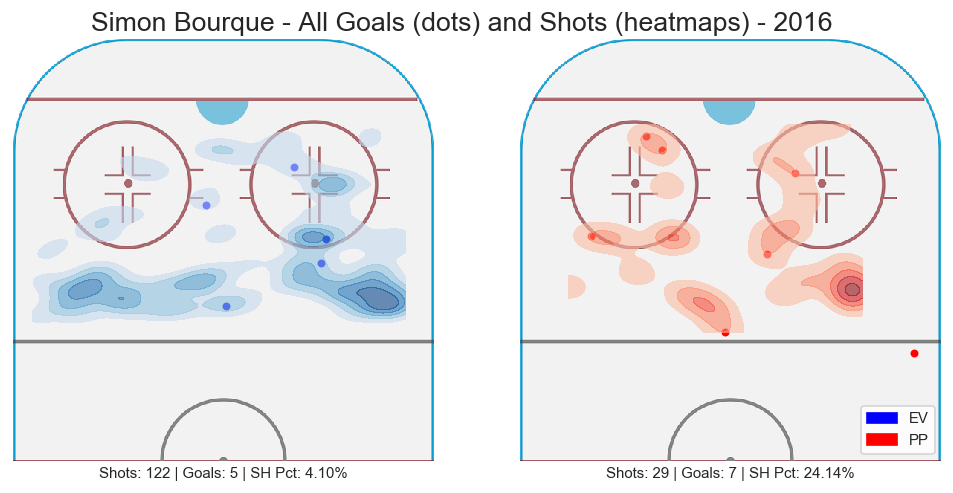 Simon Bourque - All Goals (dots) and Shots (heatmaps) - 2016
EV
PP
Shots: 122 | Goals: 5 | SH Pct: 4.10%
Shots: 29 | Goals: 7 | SH Pct: 24.14%